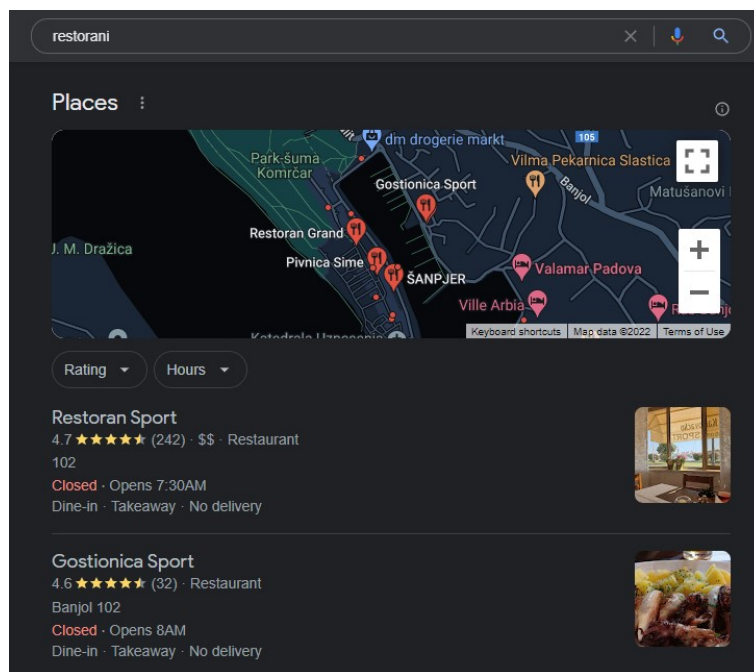 restorani
Places
dm drogerie markt
105
Park-šuma
Komrčar
Vilma Pekarnica Slastica
Gostionica Sport
Banjol
Matušanovi
Restoran Grand
J. M. Dražica
Pivnica Sime
ŠANPJER
Valamar Padova
Ville Arbia
Keyboard shortcuts
Map data ©2022
Terms of Use
Rating
Hours
Restoran Sport
4.7 (242) · $$ · Restaurant
102
Closed · Opens 7:30AM
Dine-in · Takeaway · No delivery
Gostionica Sport
4.6 (32) · Restaurant
Banjol 102
Closed · Opens 8AM
Dine-in · Takeaway · No delivery